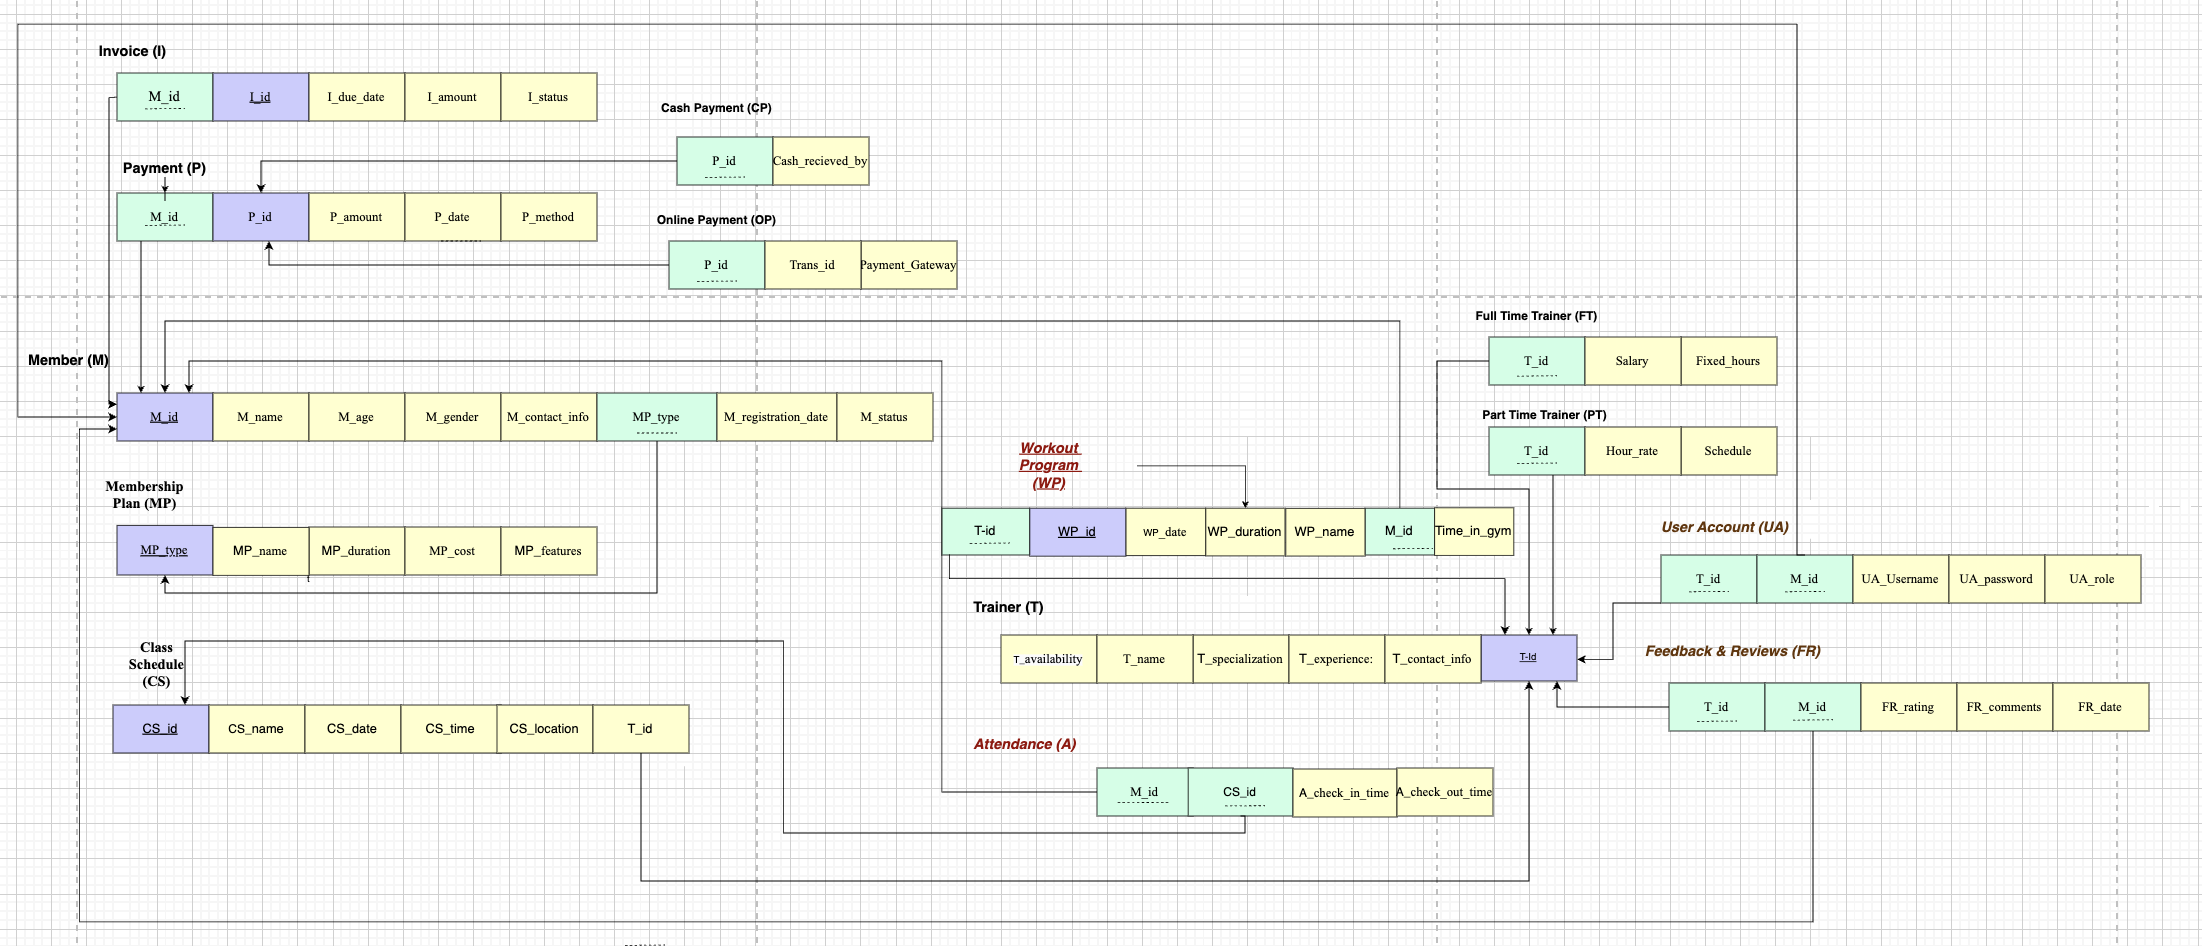 Invoice (I)
M_id I_id I_due_date I_amount I_status
Cash Payment (CP)
P_id Cash_recieved_by
Payment (P)
M_id P_id P_amount P_date P_method
Online Payment (OP)
P_id Trans_id Payment_Gateway
Full Time Trainer (FT)
T_id Salary Fixed_hours
Member (M)
M_id M_name M_age M_gender M_contact_info MP_type M_registration_date M_status
Part Time Trainer (PT)
T_id Hour_rate Schedule
Workout
Program
(WP)
T-id WP_id WP_date WP_duration WP_name M_id Time_in_gym
Membership
Plan (MP)
MP_type MP_name MP_duration MP_cost MP_features
t
User Account (UA)
T_id M_id UA_Username UA_password UA_role
Trainer (T)
T_availability T_name T_specialization T_experience: T_contact_info T-Id
Class
Schedule
(CS)
CS_id CS_name CS_date CS_time CS_location T_id
Feedback & Reviews (FR)
T_id M_id FR_rating FR_comments FR_date
Attendance (A)
M_id CS_id A_check_in_time A_check_out_time